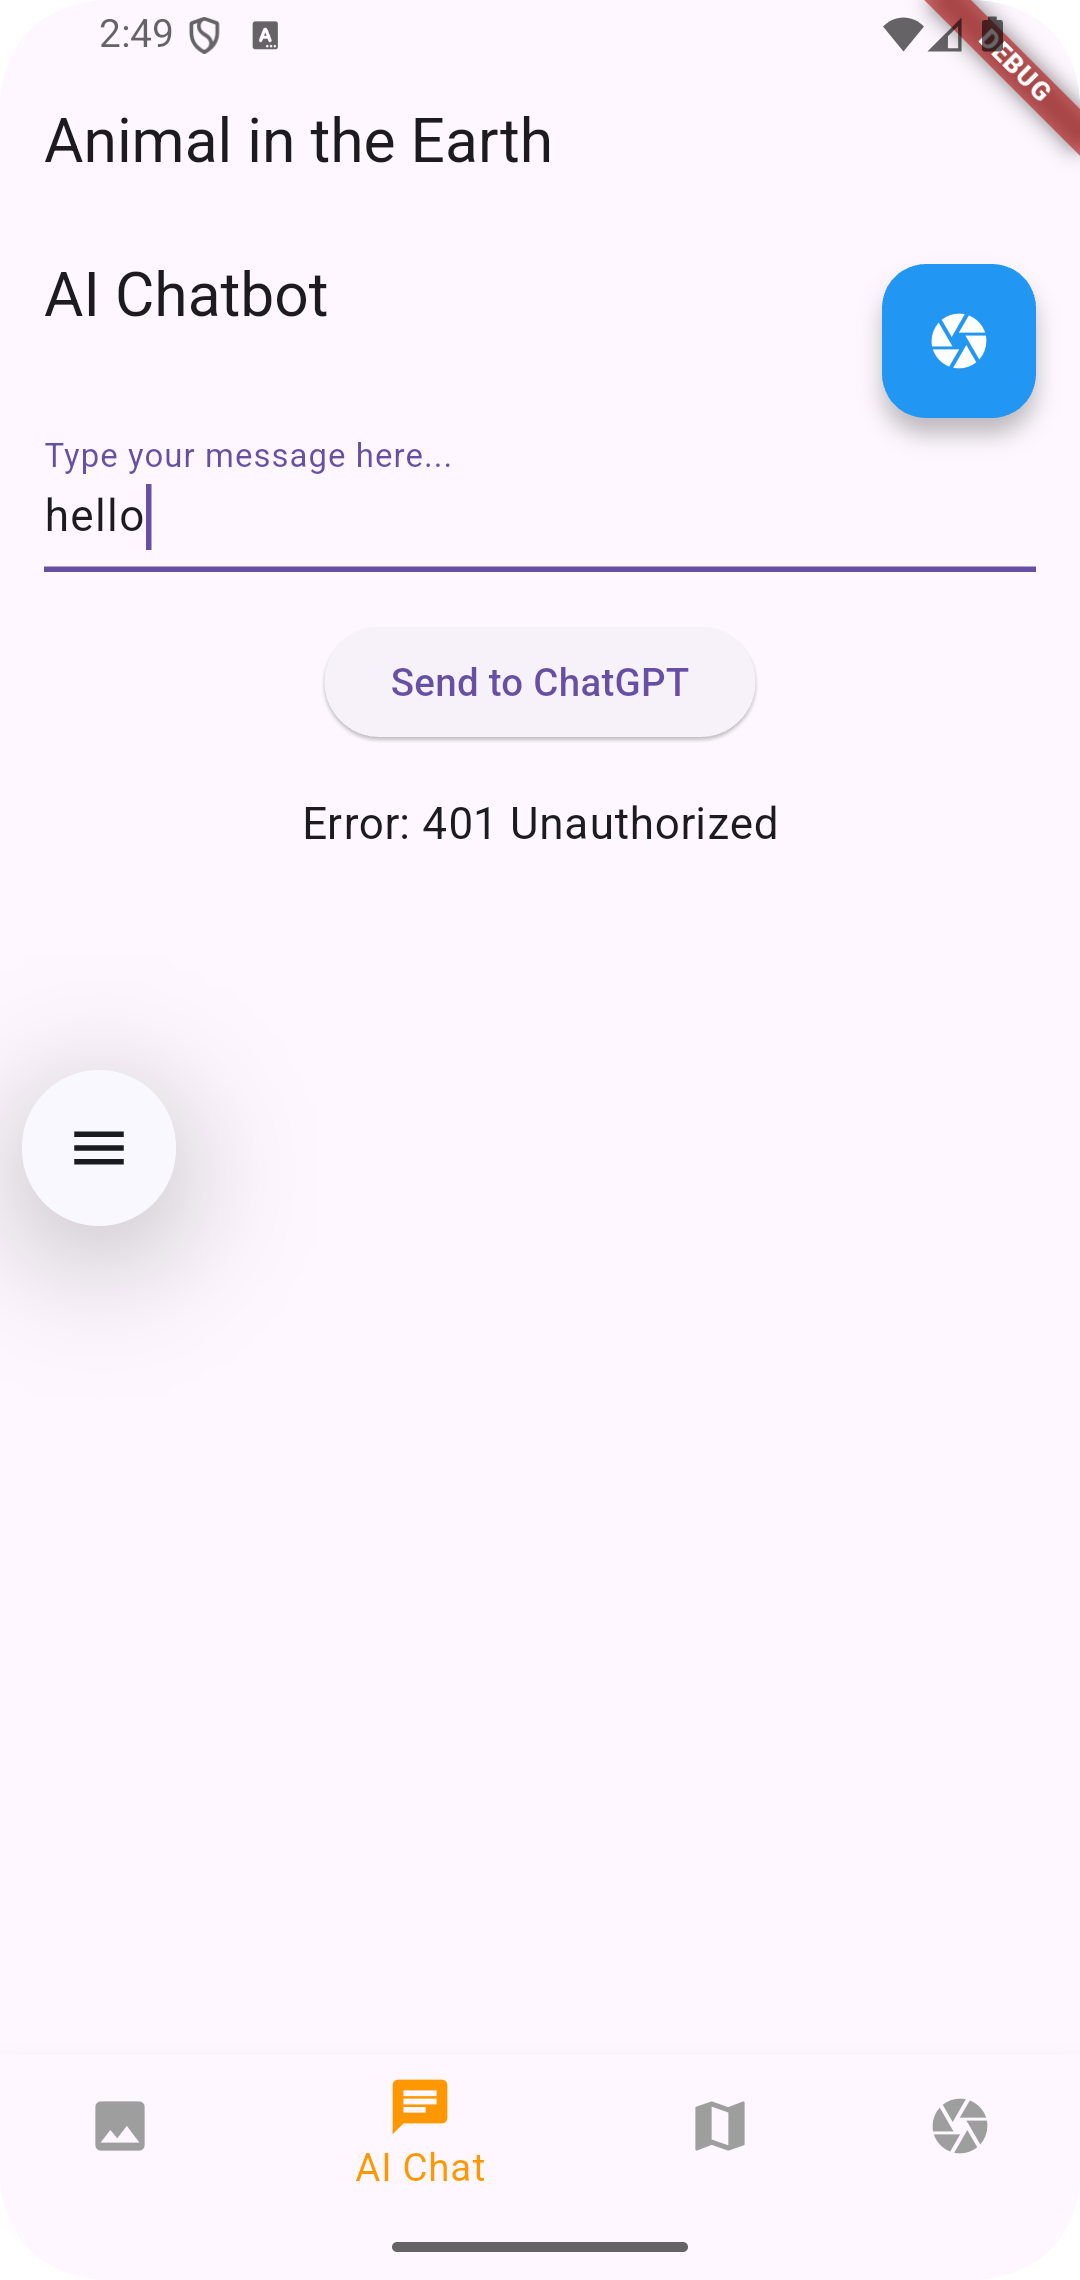 2:49
DEBUG
Animal in the Earth
AI Chatbot
Type your message here...
hello
Send to ChatGPT
Error: 401 Unauthorized
AI Chat